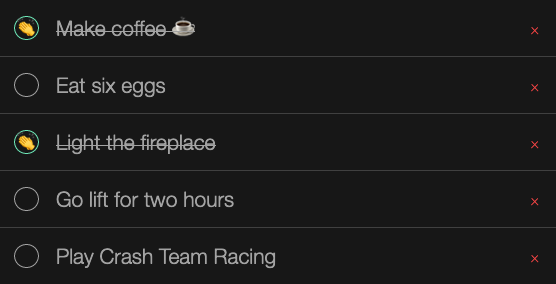 Make coffee ☕ ×
Eat six eggs ×
Light the fireplace ×
Go lift for two hours ×
Play Crash Team Racing ×